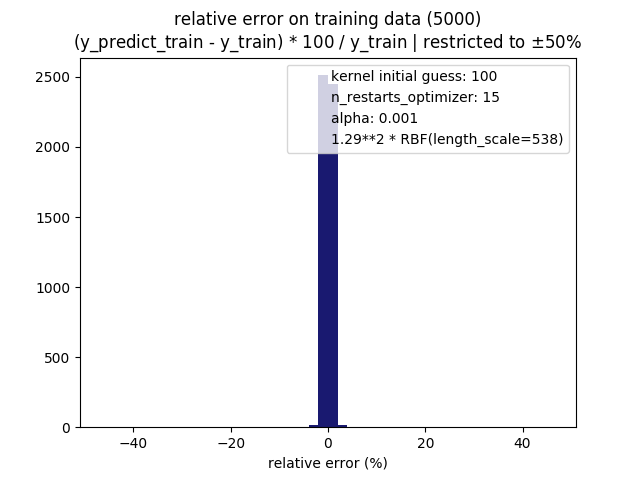 relative error on training data (5000)
(y_predict_train - y_train) * 100 / y_train | restricted to ±50%
kernel initial guess: 100
n_restarts_optimizer: 15
alpha: 0.001
1.29**2 * RBF(length_scale=538)
2500
2000
1500
1000
500
0
−40 −20 0 20 40
relative error (%)